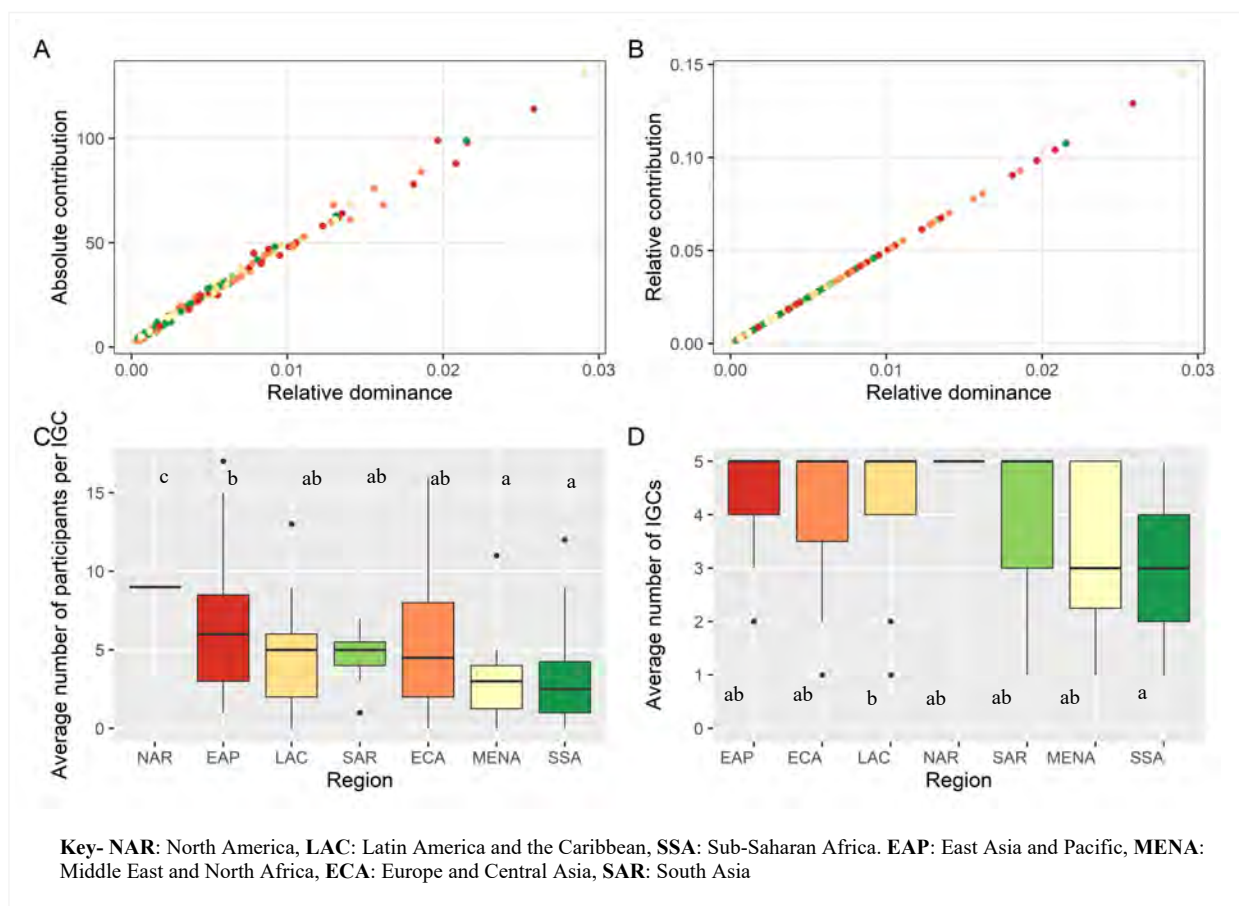 A
B
Absolute contribution
100
50
0
0.00
0.01
0.02
0.03
Relative dominance
Relative contribution
0.15
0.10
0.05
0.00
0.00
0.01
0.02
0.03
Relative dominance
C
D
Average number of participants per IGC
15
10
5
0
c
b
ab
ab
ab
a
a
NAR
EAP
LAC
SAR
ECA
MENA
SSA
Region
Average number of IGCs
5
4
3
2
1
0
ab
ab
b
ab
ab
ab
a
EAP
ECA
LAC
NAR
SAR
MENA
SSA
Region
Key- NAR: North America, LAC: Latin America and the Caribbean, SSA: Sub-Saharan Africa. EAP: East Asia and Pacific, MENA:
Middle East and North Africa, ECA: Europe and Central Asia, SAR: South Asia